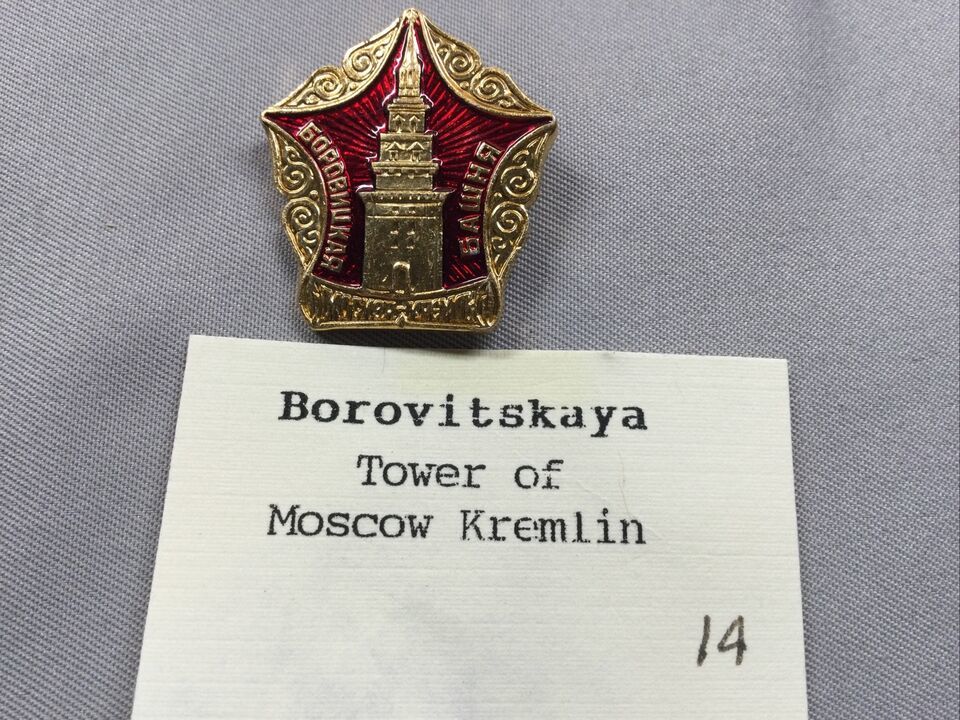 БОРОВИЦКАЯ
БАШНЯ
Borovitskaya
Tower of
Moscow Kremlin
14